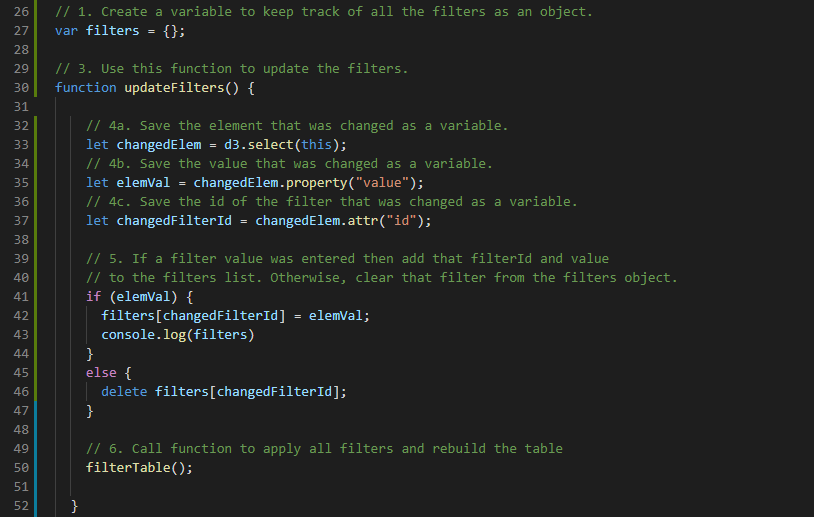 26 // 1. Create a variable to keep track of all the filters as an object.
27 var filters = {};
28
29 // 3. Use this function to update the filters.
30 function updateFilters() {
31
32 // 4a. Save the element that was changed as a variable.
33 let changedElem = d3.select(this);
34 // 4b. Save the value that was changed as a variable.
35 let elemVal = changedElem.property("value");
36 // 4c. Save the id of the filter that was changed as a variable.
37 let changedFilterId = changedElem.attr("id");
38
39 // 5. If a filter value was entered then add that filterId and value
40 // to the filters list. Otherwise, clear that filter from the filters object.
41 if (elemVal) {
42 filters[changedFilterId] = elemVal;
43 console.log(filters)
44 }
45 else {
46 delete filters[changedFilterId];
47 }
48
49 // 6. Call function to apply all filters and rebuild the table
50 filterTable();
51
52 }